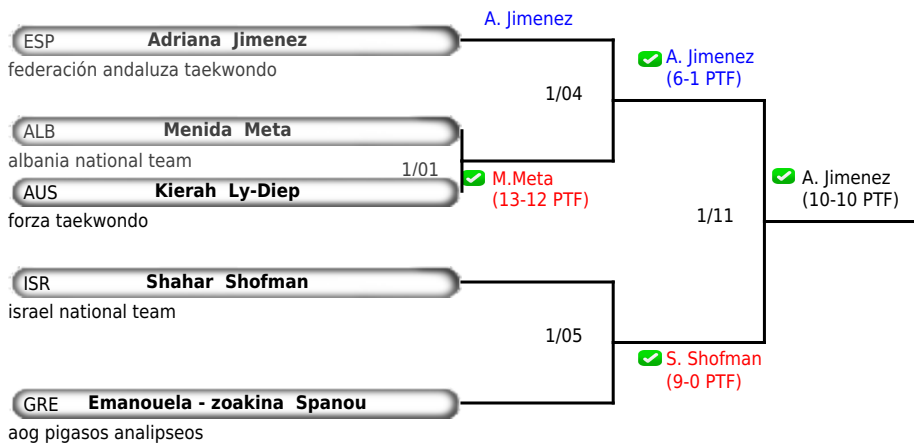 A. Jimenez
ESP Adriana Jimenez
federación andaluza taekwondo
A. Jimenez
(6-1 PTF)
1/04
ALB Menida Meta
albania national team
1/01
M.Meta
(13-12 PTF)
AUS Kierah Ly-Diep
forza taekwondo
A. Jimenez
(10-10 PTF)
1/11
ISR Shahar Shofman
israel national team
1/05
S. Shofman
(9-0 PTF)
GRE Emanouela - zoakina Spanou
aog pigasos analipseos